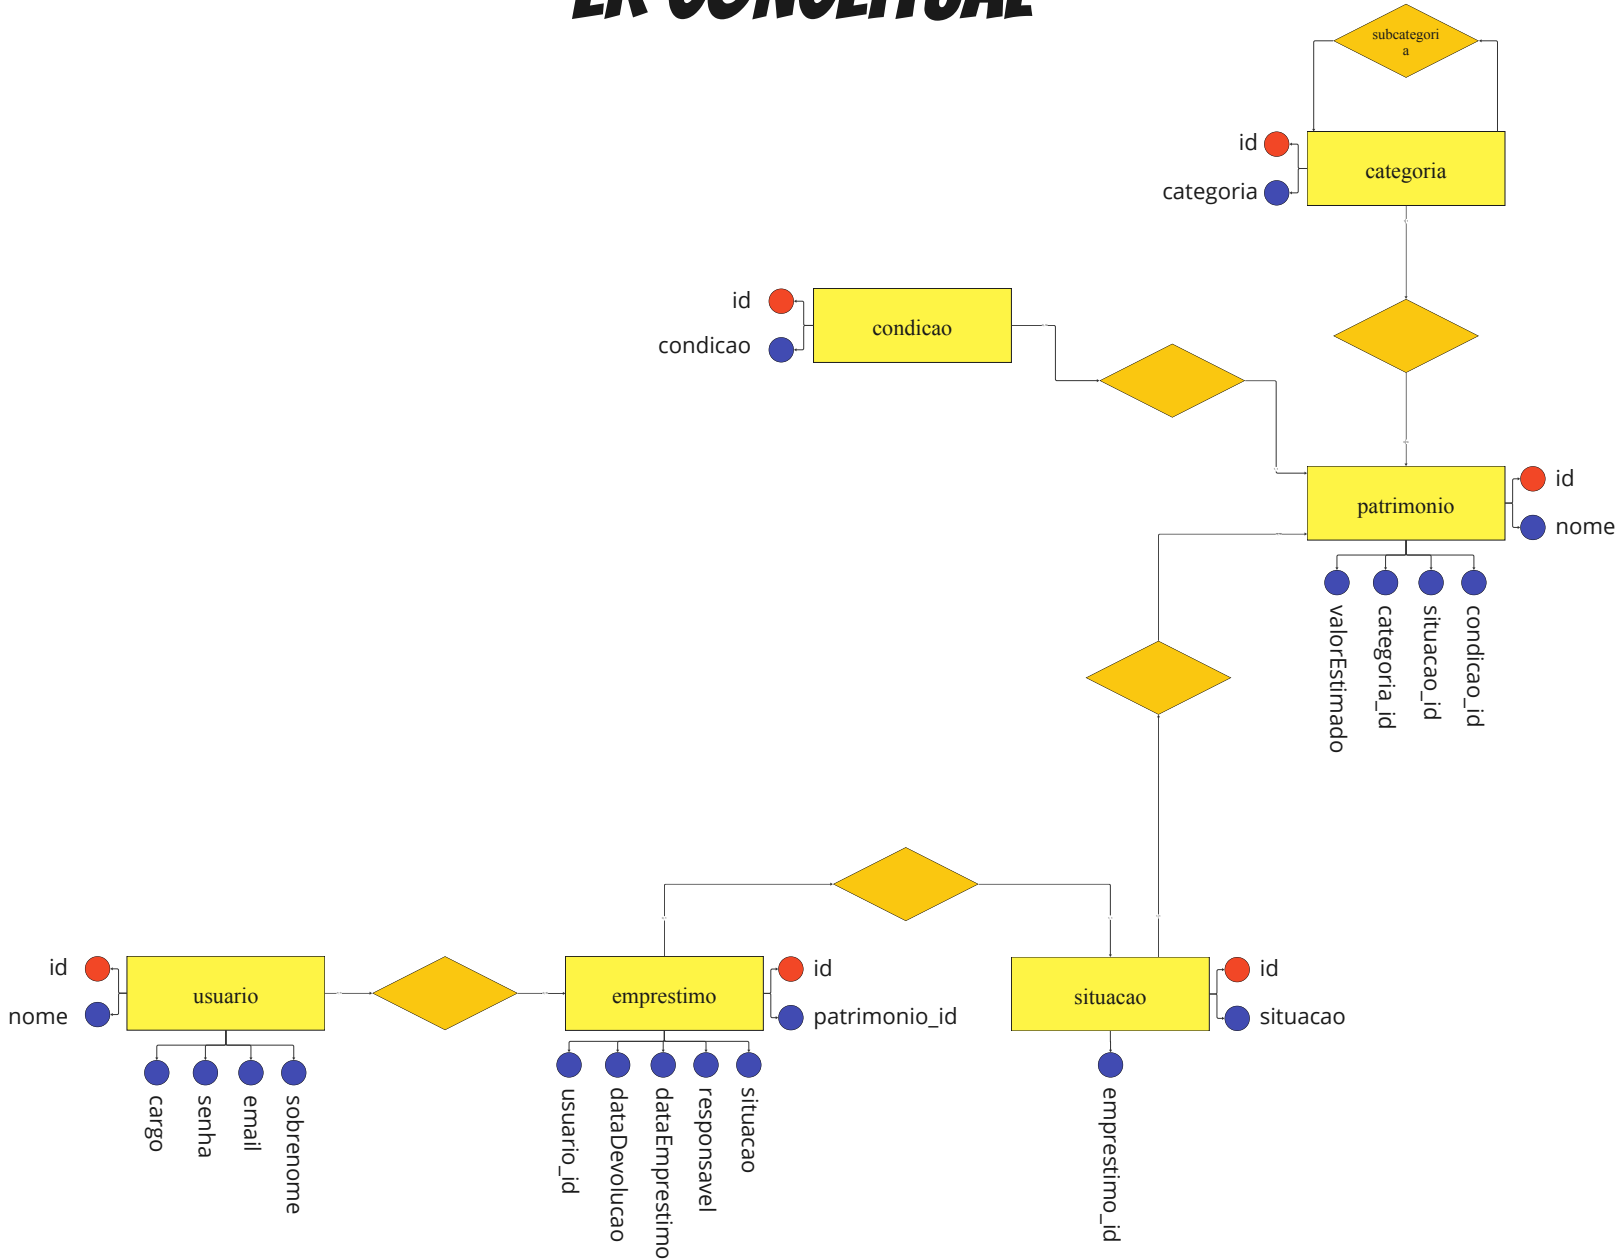 ER CONCEITUAL
subcategori
a
id
categoria
categoria
id
condicao
condicao
id
patrimonio
nome
valorEstimado
categoria_id
situacao_id
condicao_id
id
usuario
nome
cargo
senha
email
sobrenome
emprestimo
id
patrimonio_id
usuario_id
dataDevolucao
dataEmprestimo
responsavel
situacao
situacao
id
situacao
emprestimo_id